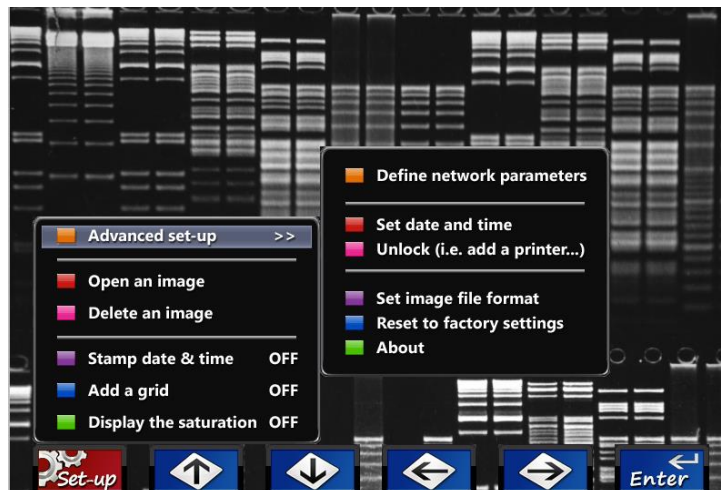 Define network parameters
Set date and time
Unlock (i.e. add a printer...)
Set image file format
Reset to factory settings
About
Advanced set-up >>
Open an image
Delete an image
Stamp date & time OFF
Add a grid OFF
Display the saturation OFF
Set-up
Enter